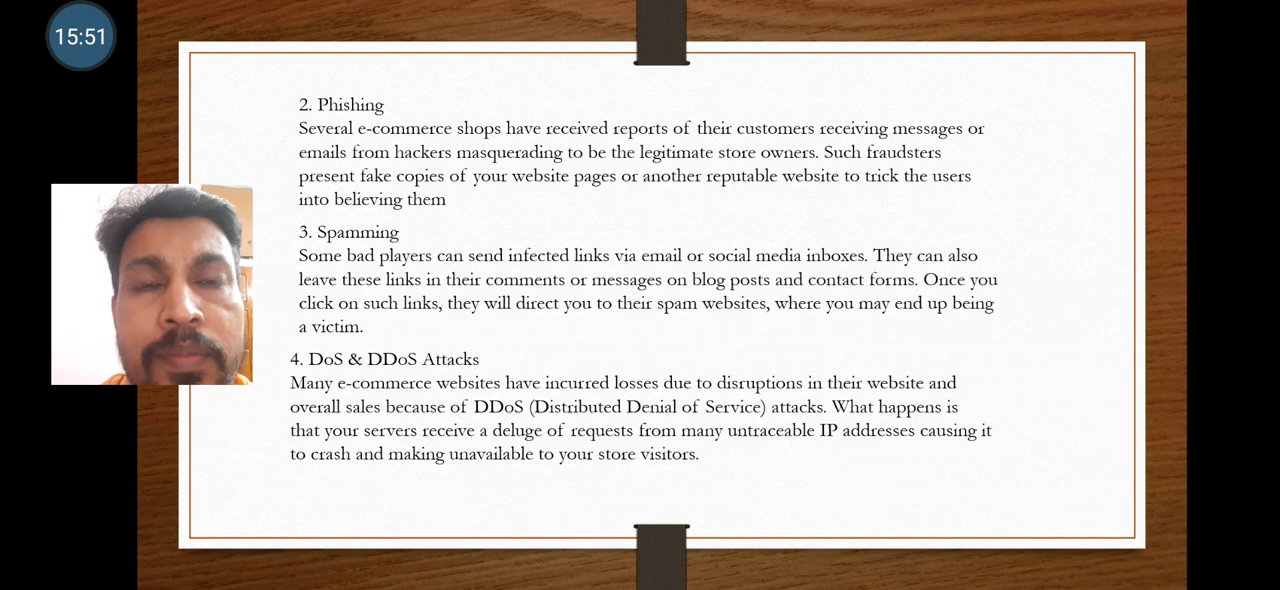 15:51
2. Phishing
Several e-commerce shops have received reports of their customers receiving messages or
emails from hackers masquerading to be the legitimate store owners. Such fraudsters
present fake copies of your website pages or another reputable website to trick the users
into believing them
3. Spamming
Some bad players can send infected links via email or social media inboxes. They can also
leave these links in their comments or messages on blog posts and contact forms. Once you
click on such links, they will direct you to their spam websites, where you may end up being
a victim.
4. DoS & DDoS Attacks
Many e-commerce websites have incurred losses due to disruptions in their website and
overall sales because of DDoS (Distributed Denial of Service) attacks. What happens is
that your servers receive a deluge of requests from many untraceable IP addresses causing it
to crash and making unavailable to your store visitors.